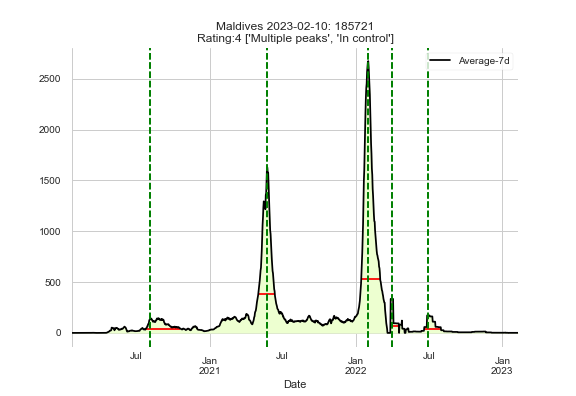 Maldives 2023-02-10: 185721
Rating:4 ['Multiple peaks', 'In control']
Average-7d
2500
2000
1500
1000
500
0
Jul Jan Jul Jan Jul Jan
2021 2022 2023
Date